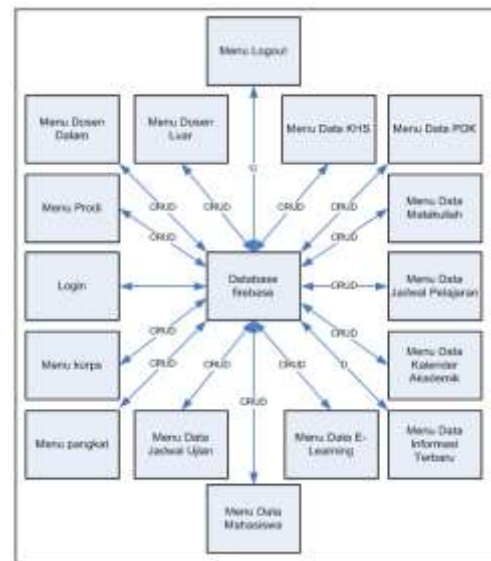 Menu Logout
Menu Dosen
Dalam
Menu Dosen
Luar
Menu Data KHS
Menu Data PDK
Menu Prodi
Menu Data
Matakuliah
CRUD
CRUD
CRUD
CRUD
CRUD
CRUD
Login
Database
firebase
CRUD
Menu Data
Jadwal Pelajaran
Menu korps
CRUD
CRUD
CRUD
CRUD
CRUD
CRUD
Menu Data
Kalender
Akademik
Menu pangkat
Menu Data
Jadwal Ujian
Menu Data E-
Learning
Menu Data
Informasi
Terbaru
Menu Data
Mahasiswa